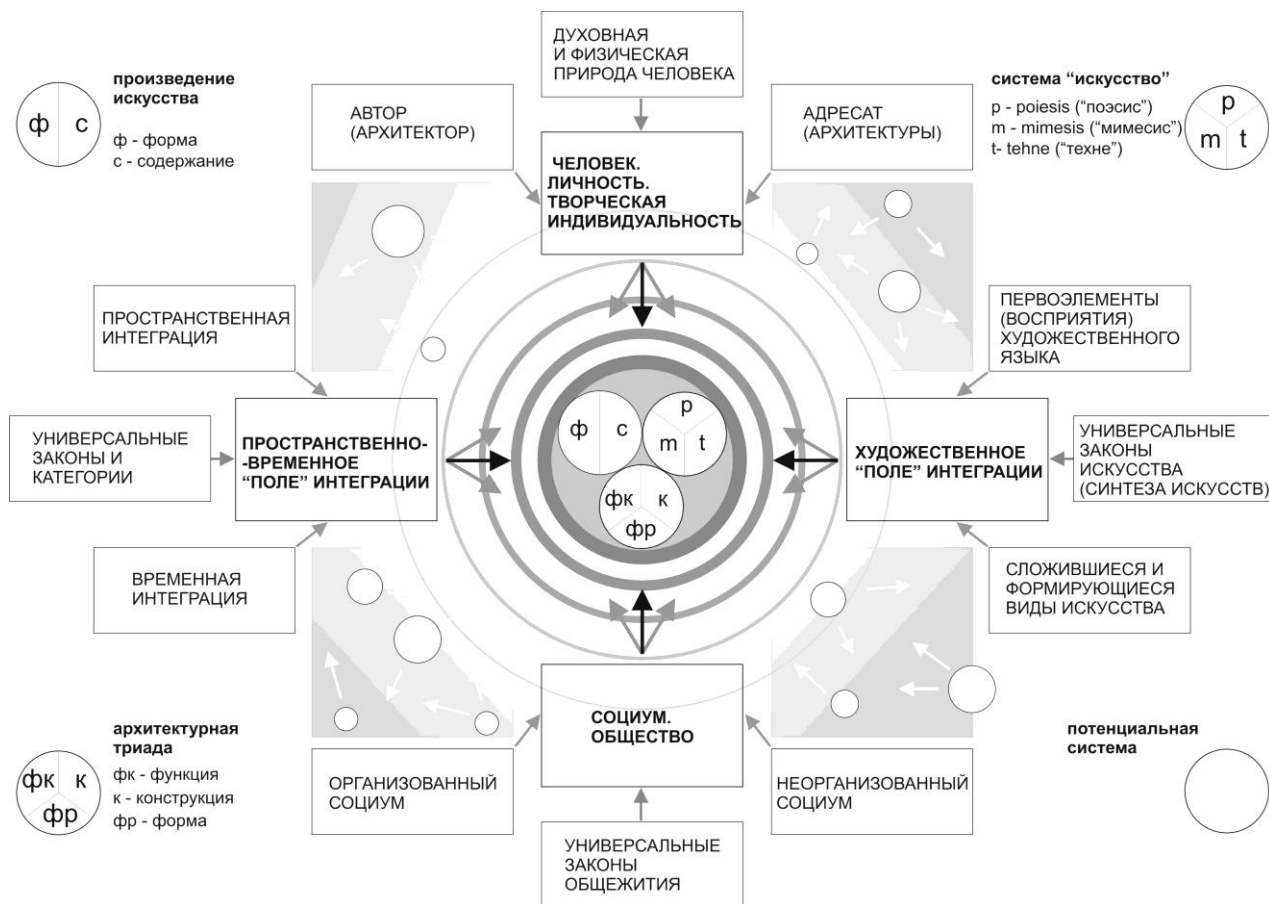 ДУХОВНАЯ
И ФИЗИЧЕСКАЯ
ПРИРОДА ЧЕЛОВЕКА
произведение
искусства
ф с
ф - форма
с - содержание
АВТОР
(АРХИТЕКТОР)
АДРЕСАТ
(АРХИТЕКТУРЫ)
система “искусство”
p - poiesis (“поэсис”)
m - mimesis (“мимесис”)
t- tehne (“техне”)
p
m t
ЧЕЛОВЕК.
ЛИЧНОСТЬ.
ТВОРЧЕСКАЯ
ИНДИВИДУАЛЬНОСТЬ
ПРОСТРАНСТВЕННАЯ
ИНТЕГРАЦИЯ
ПЕРВОЭЛЕМЕНТЫ
(ВОСПРИЯТИЯ)
ХУДОЖЕСТВЕННОГО
ЯЗЫКА
УНИВЕРСАЛЬНЫЕ
ЗАКОНЫ И
КАТЕГОРИИ
ПРОСТРАНСТВЕННО-
-ВРЕМЕННОЕ
“ПОЛЕ” ИНТЕГРАЦИИ
ф с
p
m t
фк к
фр
ХУДОЖЕСТВЕННОЕ
“ПОЛЕ” ИНТЕГРАЦИИ
УНИВЕРСАЛЬНЫЕ
ЗАКОНЫ
ИСКУССТВА
(СИНТЕЗА ИСКУССТВ)
ВРЕМЕННАЯ
ИНТЕГРАЦИЯ
СЛОЖИВШИЕСЯ И
ФОРМИРУЮЩИЕСЯ
ВИДЫ ИСКУССТВА
СОЦИУМ.
ОБЩЕСТВО
архитектурная
триада
фк к
фр
фк - функция
к - конструкция
фр - форма
ОРГАНИЗОВАННЫЙ
СОЦИУМ
НЕОРГАНИЗОВАННЫЙ
СОЦИУМ
потенциальная
система
УНИВЕРСАЛЬНЫЕ
ЗАКОНЫ
ОБЩЕЖИТИЯ